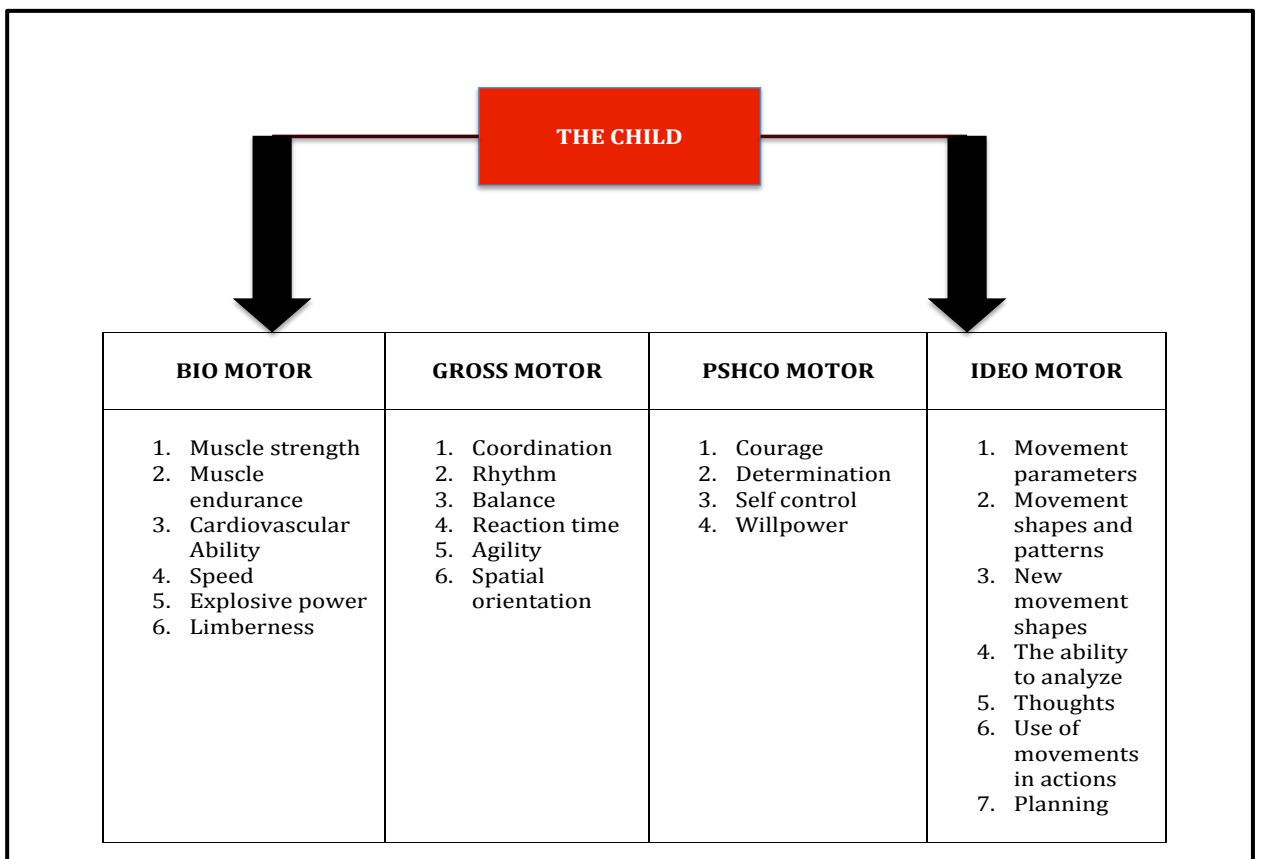 THE CHILD
BIO MOTOR
GROSS MOTOR
PSHCO MOTOR
IDEO MOTOR
1. Muscle strength
2. Muscle
endurance
3. Cardiovascular
Ability
4. Speed
5. Explosive power
6. Limberness
1. Coordination
2. Rhythm
3. Balance
4. Reaction time
5. Agility
6. Spatial
orientation
1. Courage
2. Determination
3. Self control
4. Willpower
1. Movement
parameters
2. Movement
shapes and
patterns
3. New
movement
shapes
4. The ability
to analyze
5. Thoughts
6. Use of
movements
in actions
7. Planning